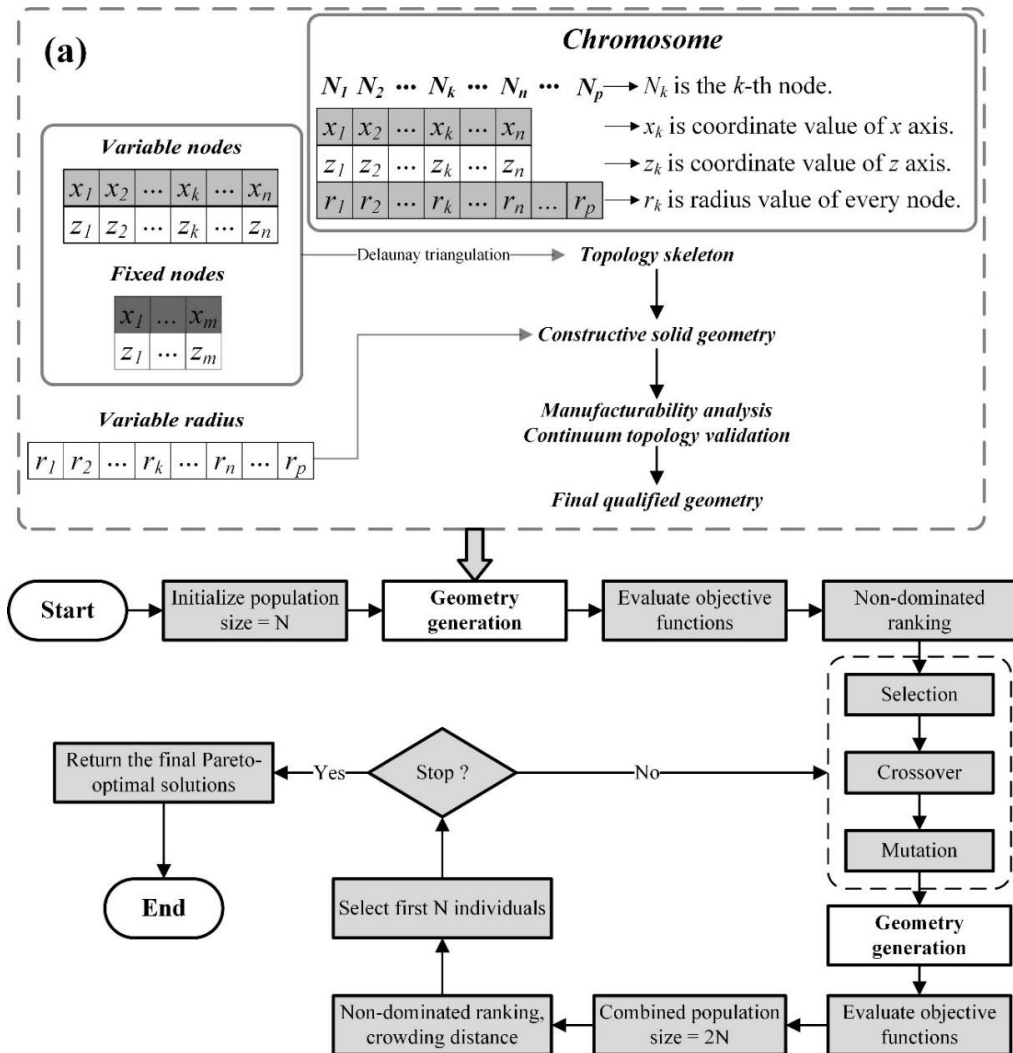 (a)
Chromosome
N1 N2 ... Nk ... Nn ... Np
Nk is the k-th node.
x1 x2 ... xk ... xn
xk is coordinate value of x axis.
z1 z2 ... zk ... zn
zk is coordinate value of z axis.
r1 r2 ... rk ... rn ... rp
rk is radius value of every node.
Variable nodes
x1 x2 ... xk ... xn
z1 z2 ... zk ... zn
Fixed nodes
x1 ... xm
z1 ... zm
Delaunay triangulation
Topology skeleton
Constructive solid geometry
Variable radius
r1 r2 ... rk ... rn ... rp
Manufacturability analysis
Continuum topology validation
Final qualified geometry
Start
Initialize population
size = N
Geometry
generation
Evaluate objective
functions
Non-dominated
ranking
Selection
Crossover
Mutation
Geometry
generation
Evaluate objective
functions
Combined population
size = 2N
Non-dominated ranking,
crowding distance
Select first N individuals
Stop ?
No
Yes
Return the final Pareto-
optimal solutions
End